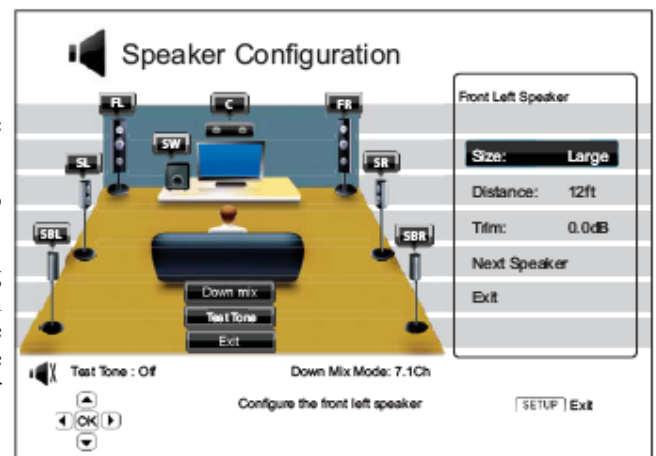 Speaker Configuration
FL
C
FR
SW
SL
SR
SBL
SBR
Down mix
Test Tone
Exit
Front Left Speaker
Size: Large
Distance: 12ft
Trim: 0.0dB
Next Speaker
Exit
Test Tone : Off
Down Mix Mode: 7.1Ch
OK
Configure the front left speaker
SETUP Exit